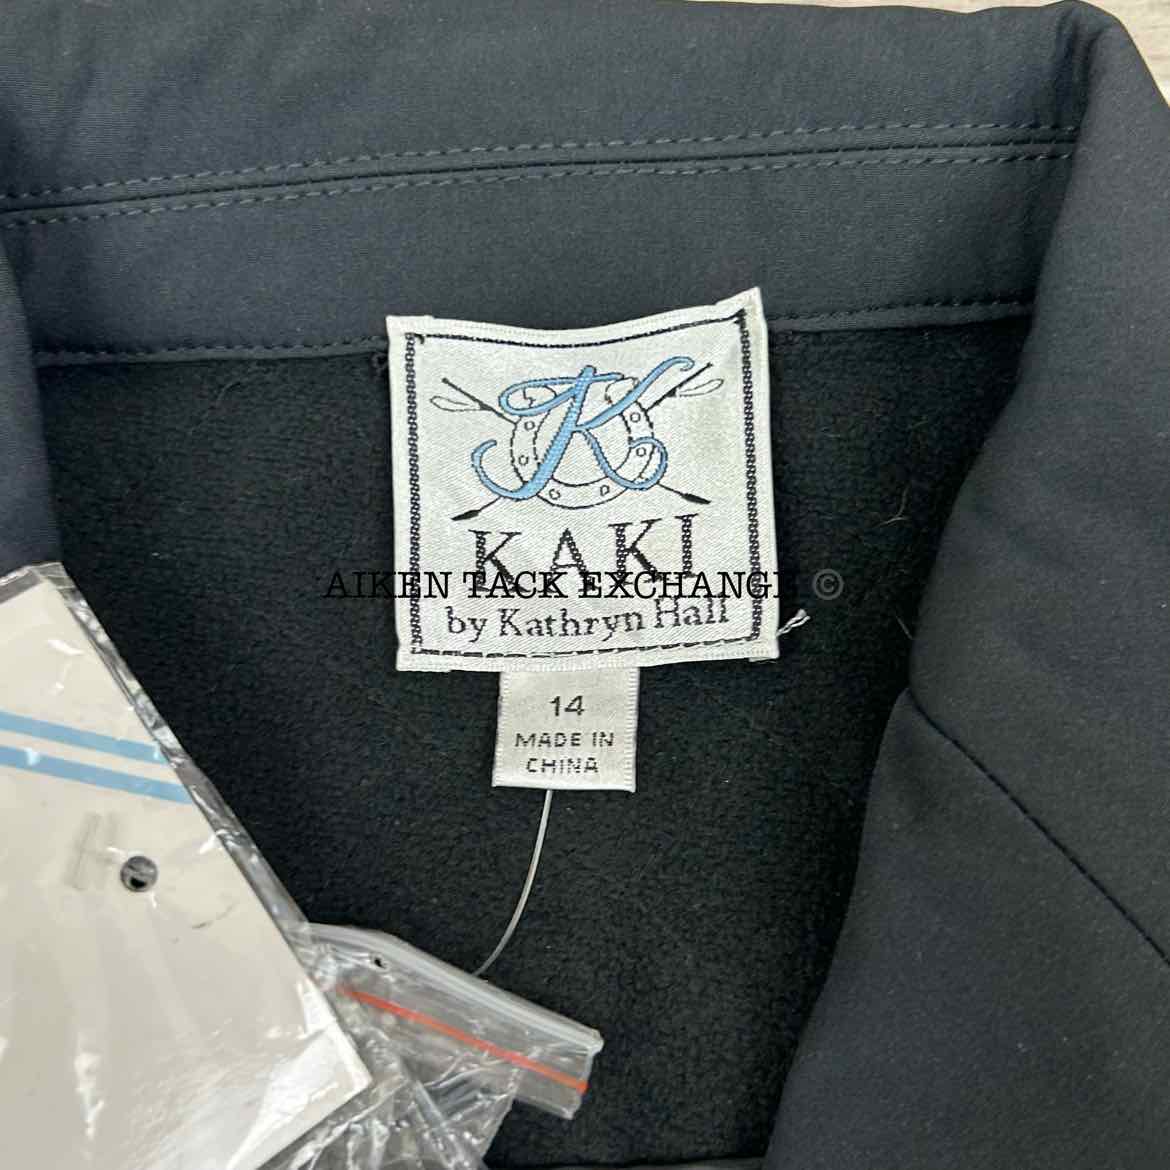 K
KAKI
AIKEN TACK EXCHANGE ©
by Kathryn Hall
14
MADE IN
CHINA